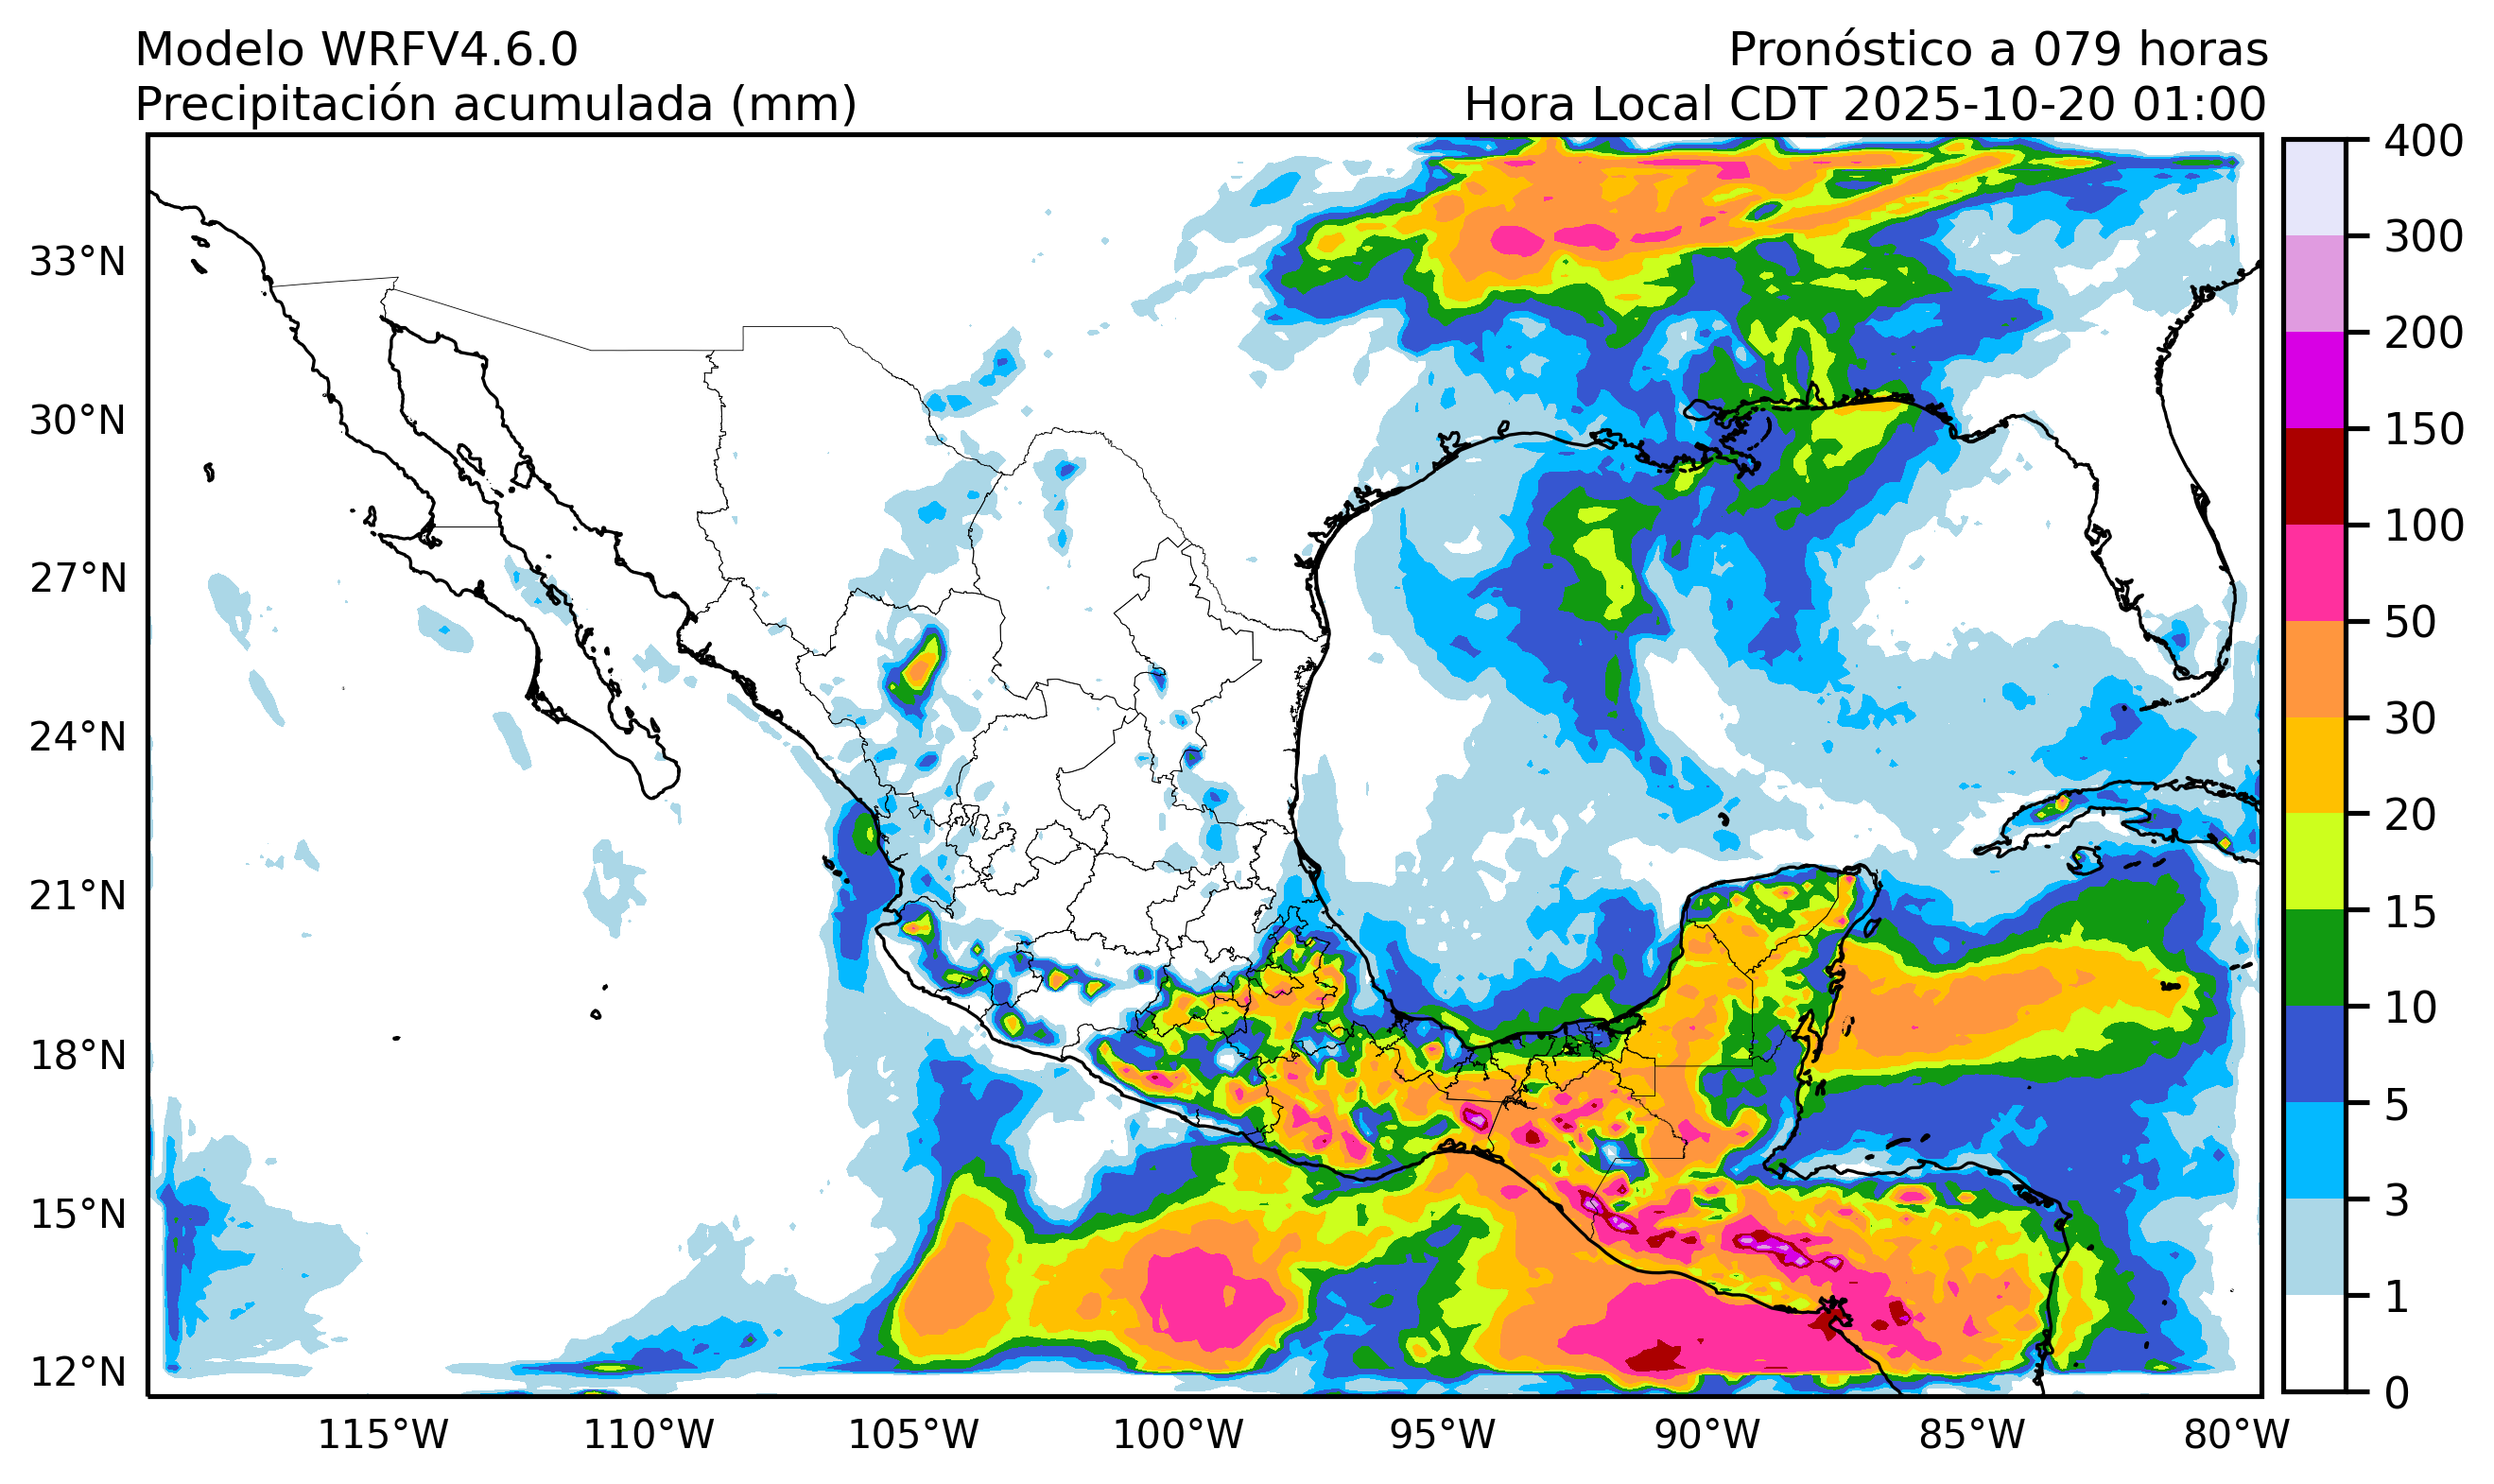 Modelo WRFV4.6.0
Pronóstico a 079 horas
Precipitación acumulada (mm)
Hora Local CDT 2025-10-20 01:00
33°N
30°N
27°N
24°N
21°N
18°N
15°N
12°N
115°W
110°W
105°W
100°W
95°W
90°W
85°W
80°W
400
300
200
150
100
50
30
20
15
10
5
3
1
0